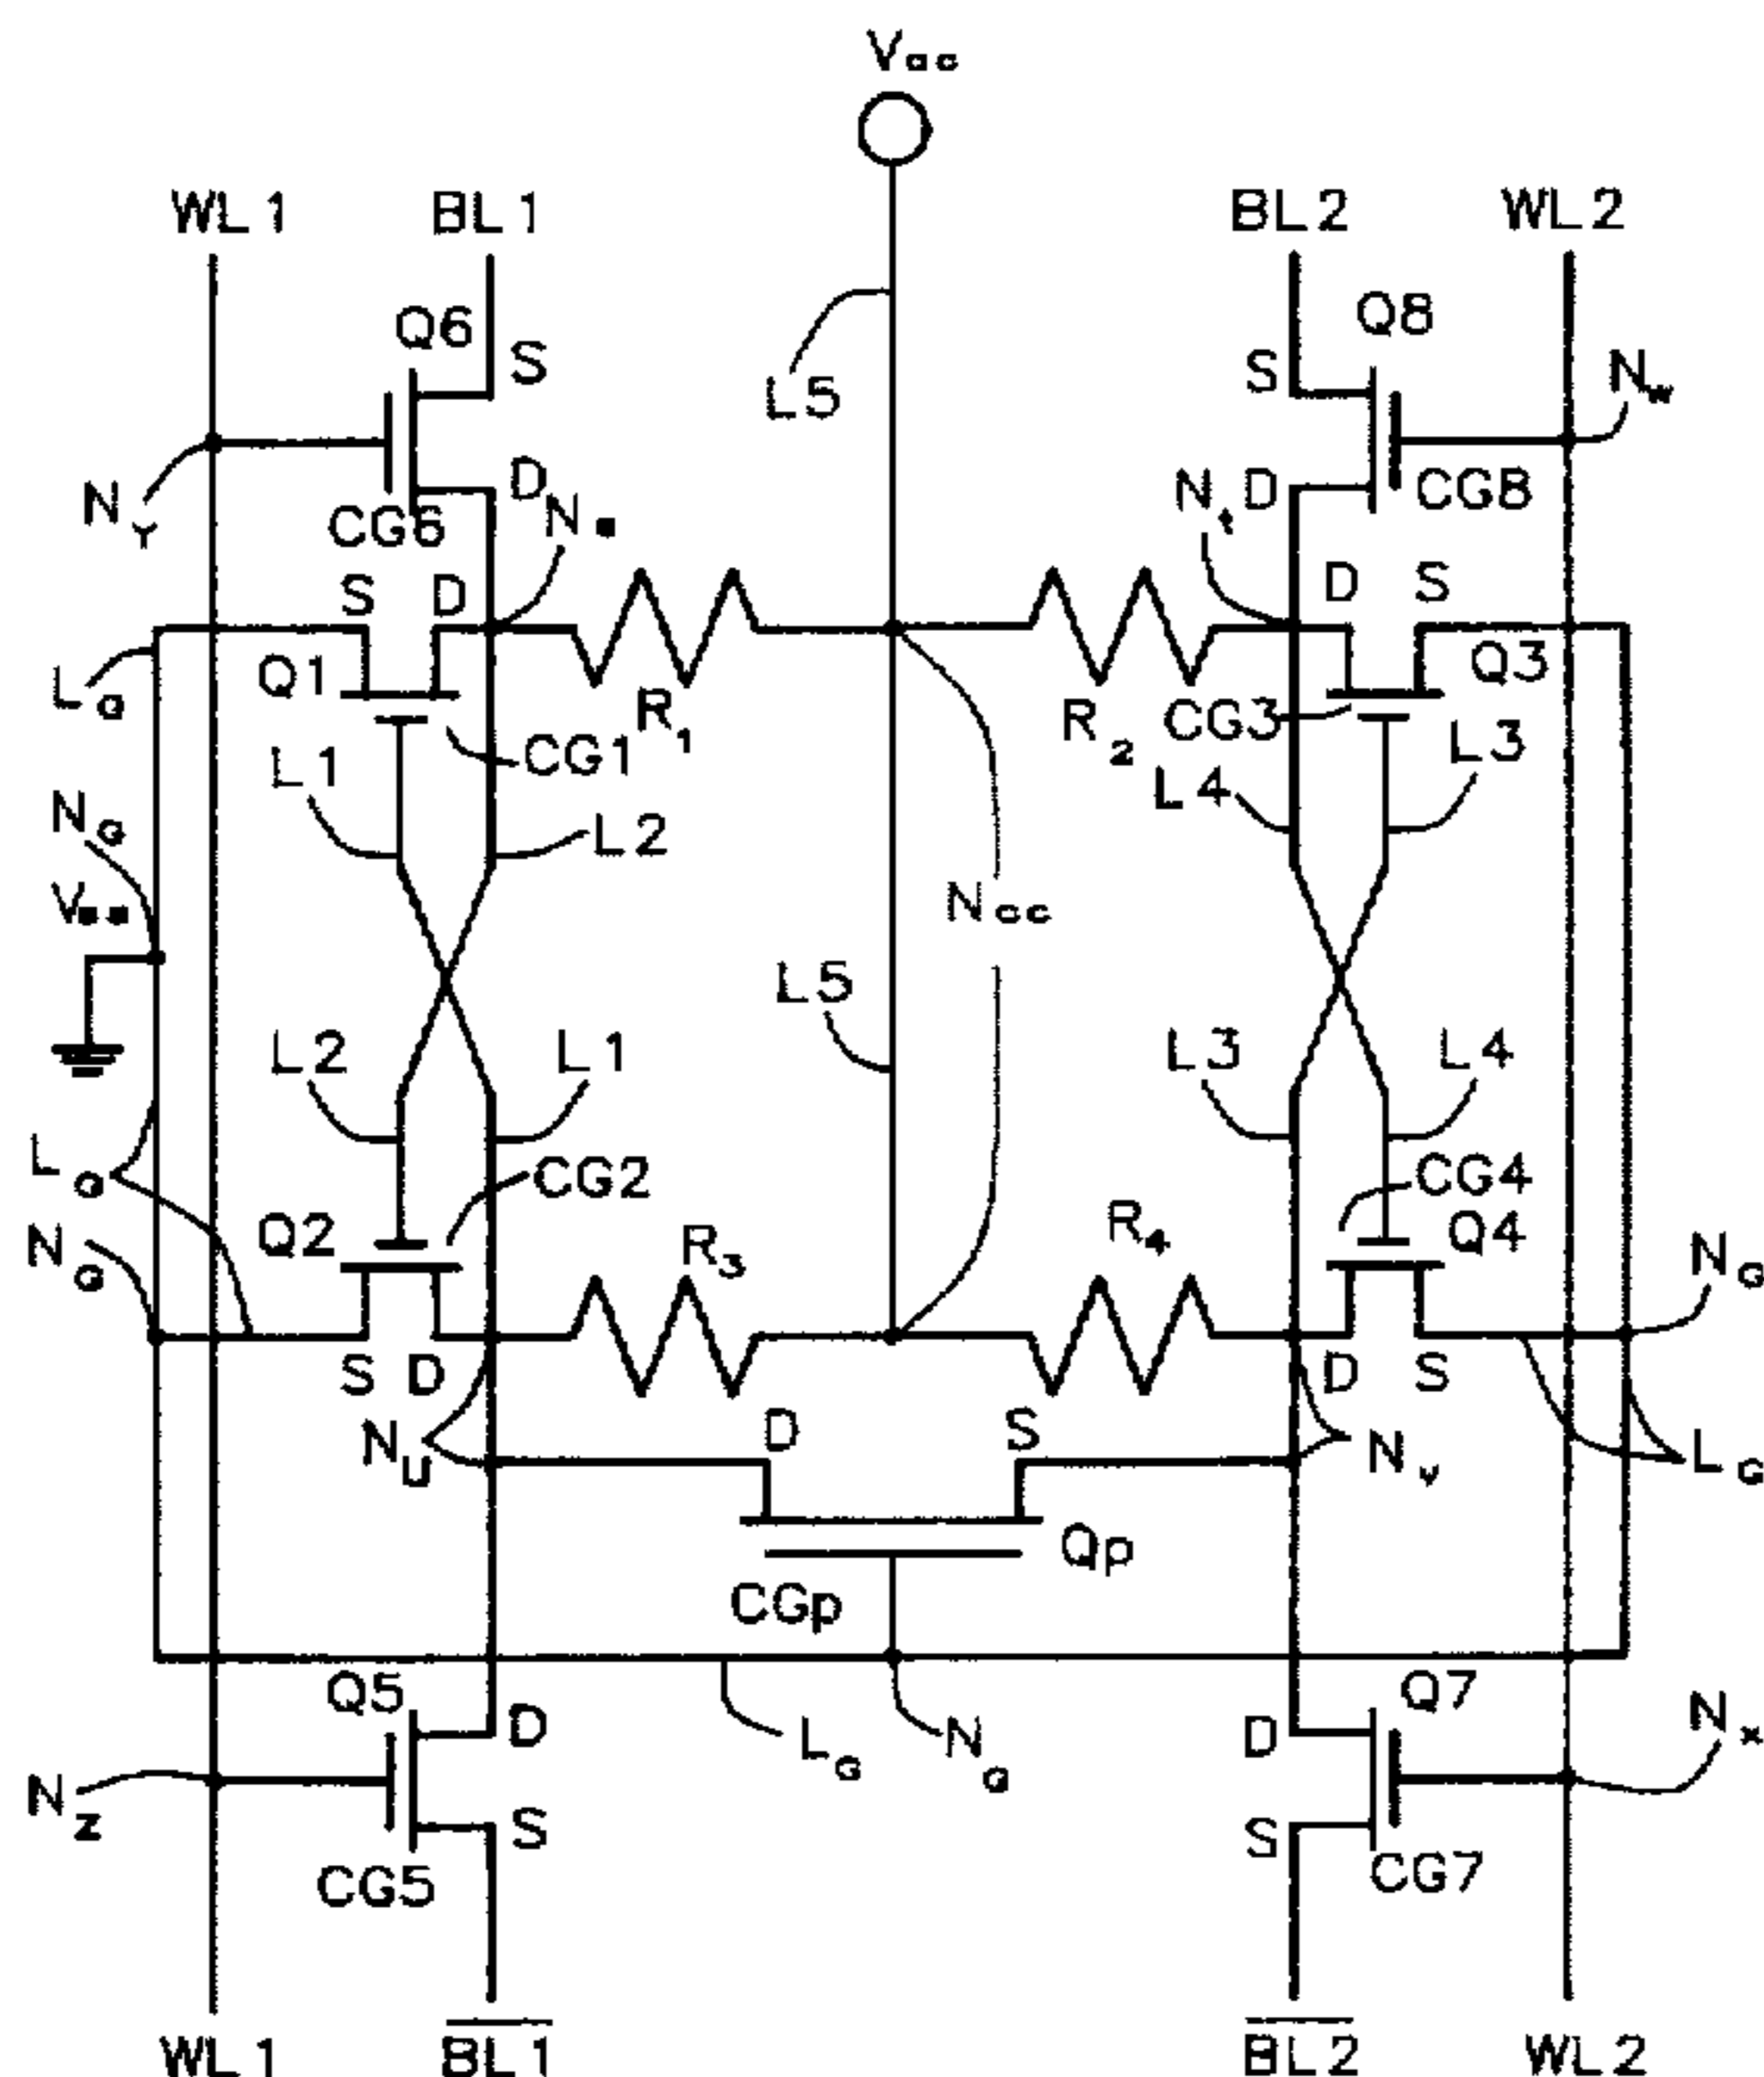 Vcc
WL1 BL1 BL2 WL2
Q6 S S Q8
L5 Nw
NY D Ns Nt D CG8
CG6
S D D S
LG Q1 R1 R2 CG3 Q3
L1 CG1 L4 L3
NG L2
Vss Ncc
L5
L2 L1 L3 L4
LG CG2 CG4
NG Q2 R3 R4 Q4 NG
S D D S
NU D S Nv LG
Qp
CGp
Q5 D LG NG D Q7 Nx
NZ S S
CG5 CG7
WL1 BL1 BL2 WL2